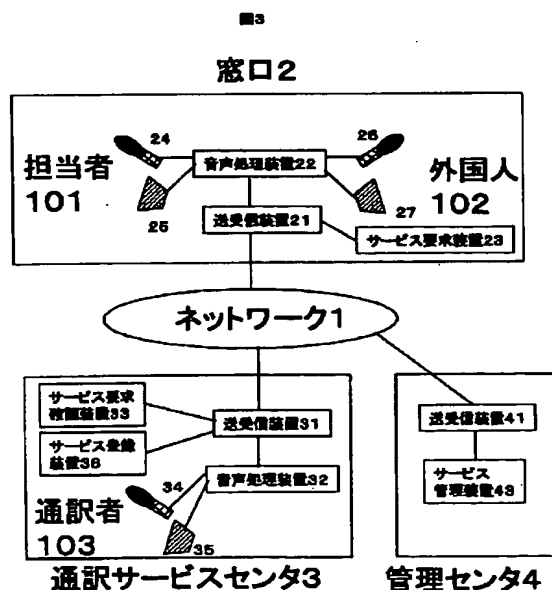 図3
窓口2
24
26
音声処理装置22
担当者
101
外国人
102
25
27
送受信装置21
サービス要求装置23
ネットワーク1
サービス要求
確認装置33
送受信装置31
サービス登録
装置36
34
音声処理装置32
通訳者
103
35
送受信装置41
サービス
管理装置43
通訳サービスセンタ3
管理センタ4